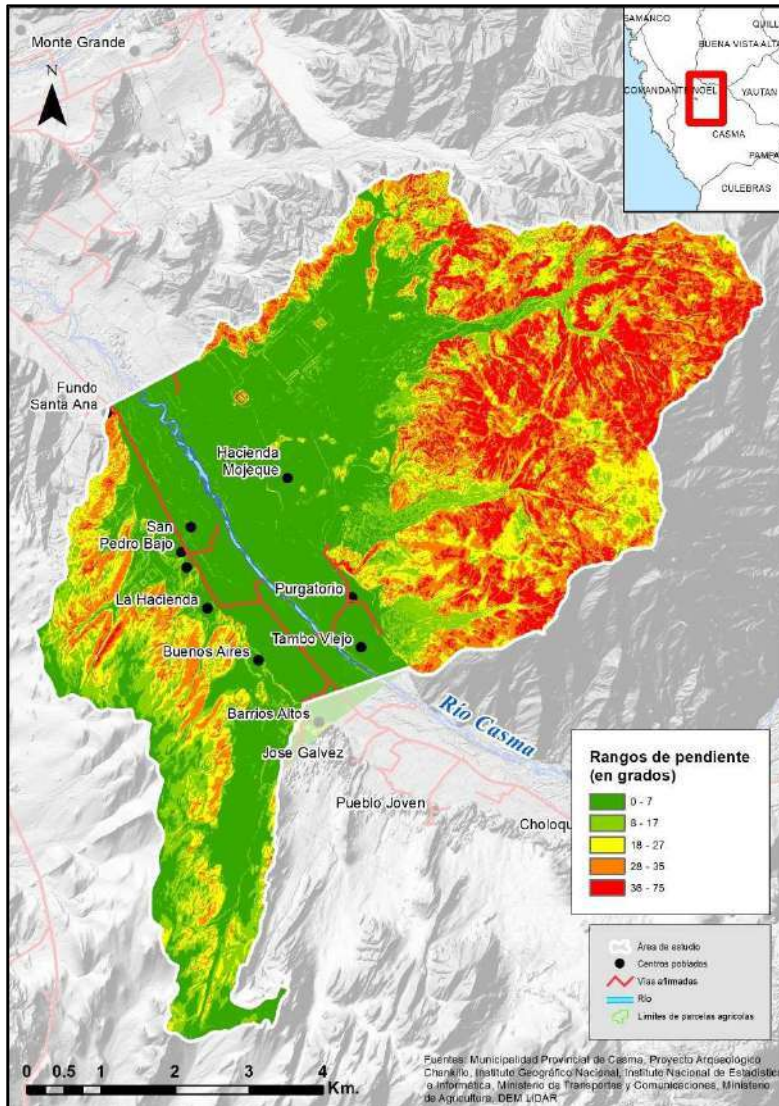 Monte Grande
N
SAMANCO
QUILL
BUENA VISTA ALTA
COMANDANTE NOEL
YAUTAN
CASMA
PAMPA
CULEBRAS
Fundo
Santa Ana
Hacienda
Mojeque
San
Pedro Bajo
La Hacienda
Purgatorio
Buenos Aires
Tambo Viejo
Barrios Altos
Río Casma
Jose Galvez
Pueblo Joven
Choloqu
Rangos de pendiente
(en grados)
0 - 7
8 - 17
18 - 27
28 - 35
36 - 75
Área de estudio
Centros poblados
Vías afirmadas
Río
Limites de parcelas agricolas
0 0.5 1 2 3 4
Km.
Fuentes: Municipalidad Provincial de Casma, Proyecto Arqueológico
Chankillo, Instituto Geográfico Nacional, Instituto Nacional de Estadística
e Informática, Ministerio de Transportes y Comunicaciones, Ministerio
de Agricultura, DEM LIDAR